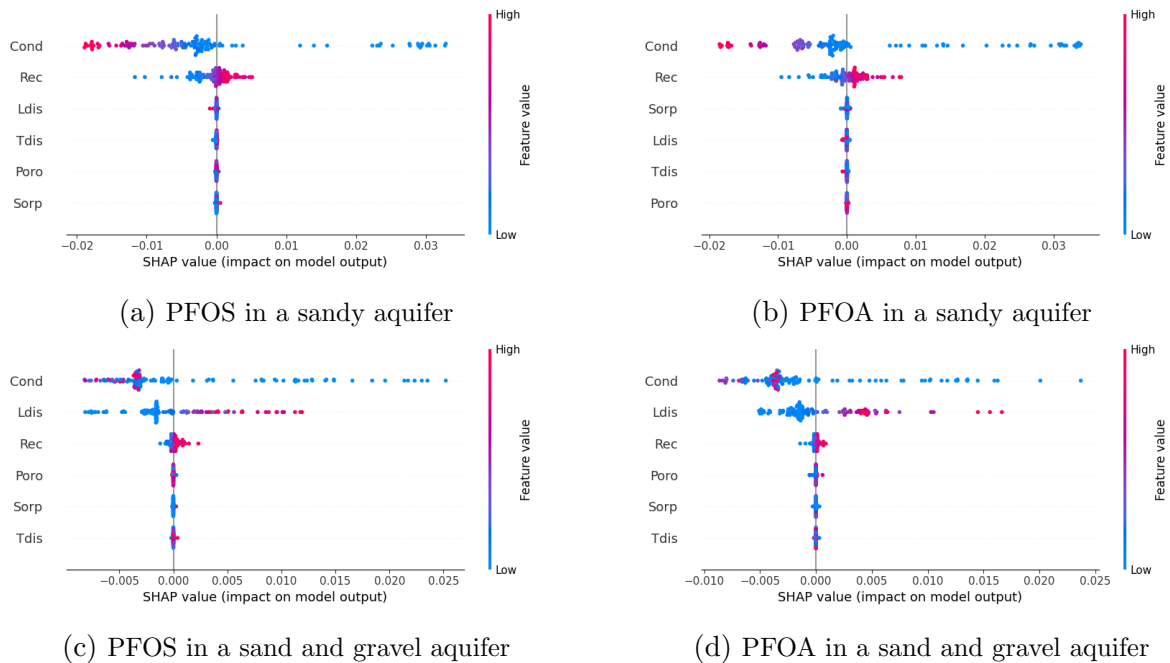 High
Cond
Rec
Ldis
Tdis
Poro
Sorp
Feature value
Low
−0.02 −0.01 0.00 0.01 0.02 0.03
SHAP value (impact on model output)
(a) PFOS in a sandy aquifer
High
Cond
Rec
Sorp
Ldis
Tdis
Poro
Feature value
Low
−0.02 −0.01 0.00 0.01 0.02 0.03
SHAP value (impact on model output)
(b) PFOA in a sandy aquifer
High
Cond
Ldis
Rec
Poro
Sorp
Tdis
Feature value
Low
−0.005 0.000 0.005 0.010 0.015 0.020 0.025
SHAP value (impact on model output)
(c) PFOS in a sand and gravel aquifer
High
Cond
Ldis
Rec
Poro
Sorp
Tdis
Feature value
Low
−0.010 −0.005 0.000 0.005 0.010 0.015 0.020 0.025
SHAP value (impact on model output)
(d) PFOA in a sand and gravel aquifer